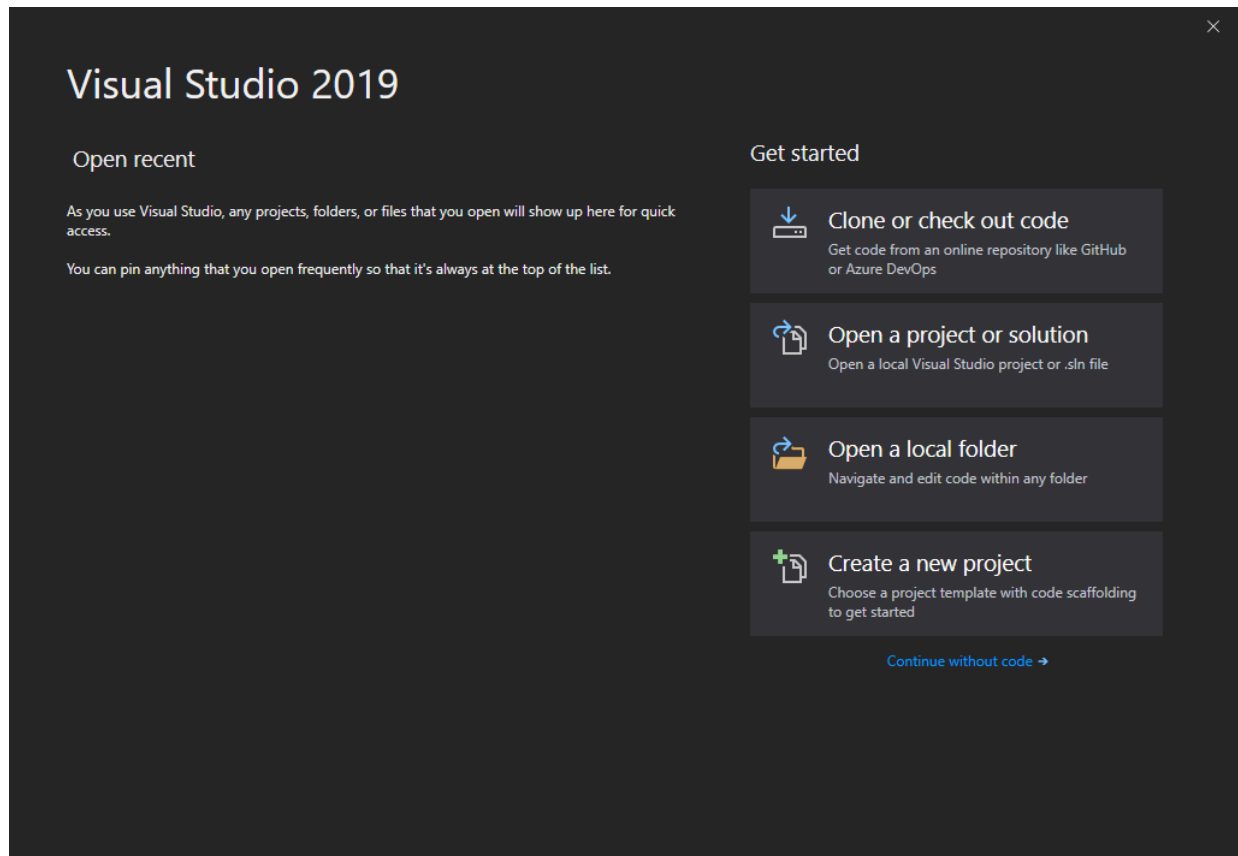 Visual Studio 2019
Open recent
As you use Visual Studio, any projects, folders, or files that you open will show up here for quick
access.
You can pin anything that you open frequently so that it's always at the top of the list.
Get started
Clone or check out code
Get code from an online repository like GitHub
or Azure DevOps
Open a project or solution
Open a local Visual Studio project or .sln file
Open a local folder
Navigate and edit code within any folder
Create a new project
Choose a project template with code scaffolding
to get started
Continue without code →